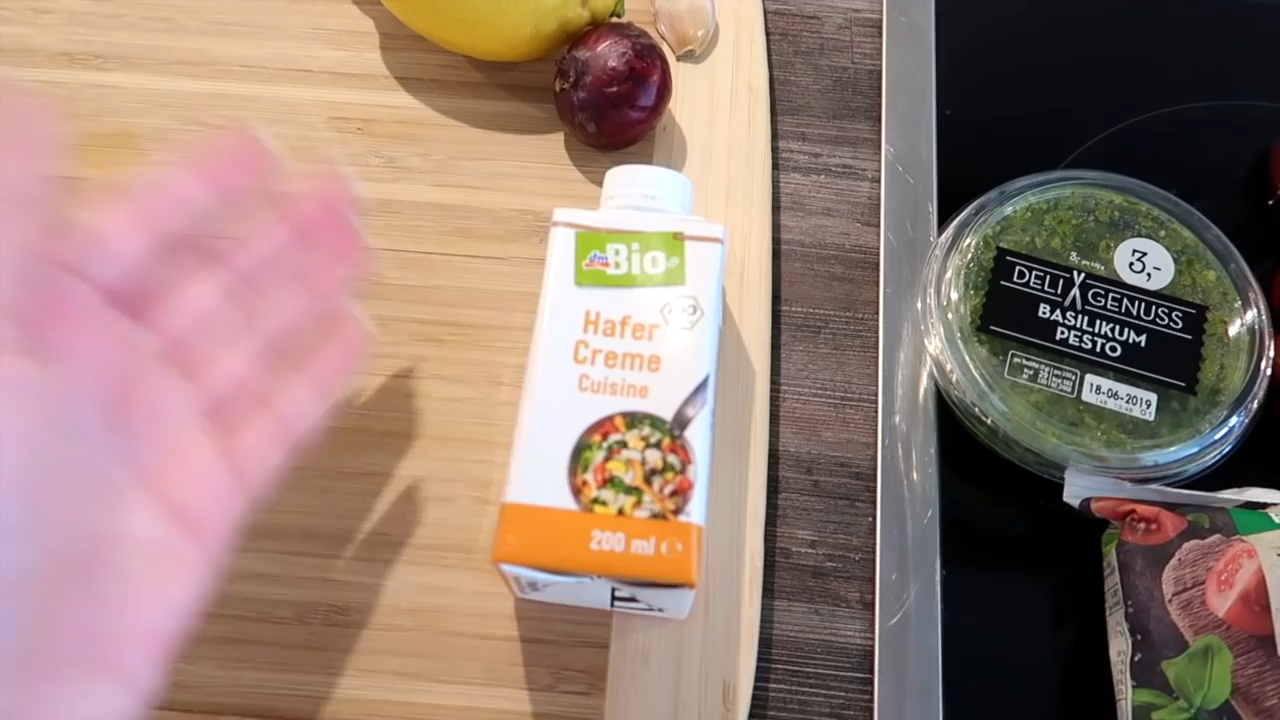 dm Bio
Hafer
Creme
Cuisine
200 ml e
3,-
DELI GENUSS
BASILIKUM
PESTO
18-06-2019